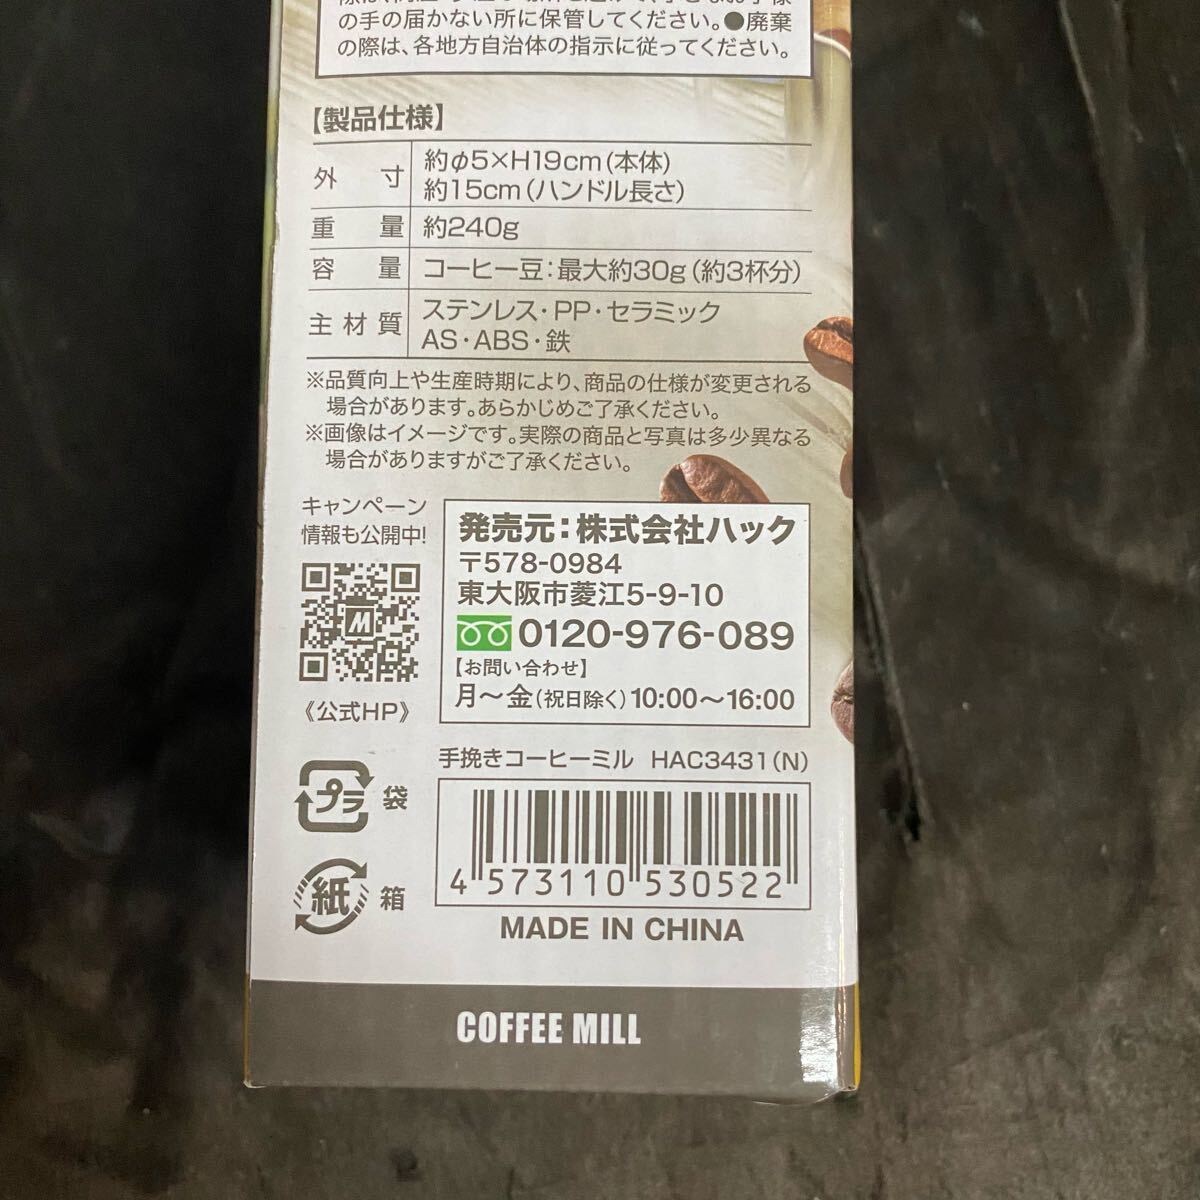 の手の届かない所に保管してください。●廃棄
の際は、各地方自治体の指示に従ってください。
【製品仕様】
外寸 約φ5×H19cm(本体)
約15cm(ハンドル長さ)
重量 約240g
容量 コーヒー豆:最大約30g(約3杯分)
主材質 ステンレス・PP・セラミック
AS・ABS・鉄
※品質向上や生産時期により、商品の仕様が変更される
場合があります。あらかじめご了承ください。
※画像はイメージです。実際の商品と写真は多少異なる
場合がありますがご了承ください。
キャンペーン
情報も公開中!
M
《公式HP》
発売元:株式会社ハック
〒578-0984
東大阪市菱江5-9-10
0120-976-089
【お問い合わせ】
月〜金(祝日除く)10:00〜16:00
プラ 袋
紙 箱
手挽きコーヒーミル HAC3431(N)
4 573110 530522
MADE IN CHINA
COFFEE MILL